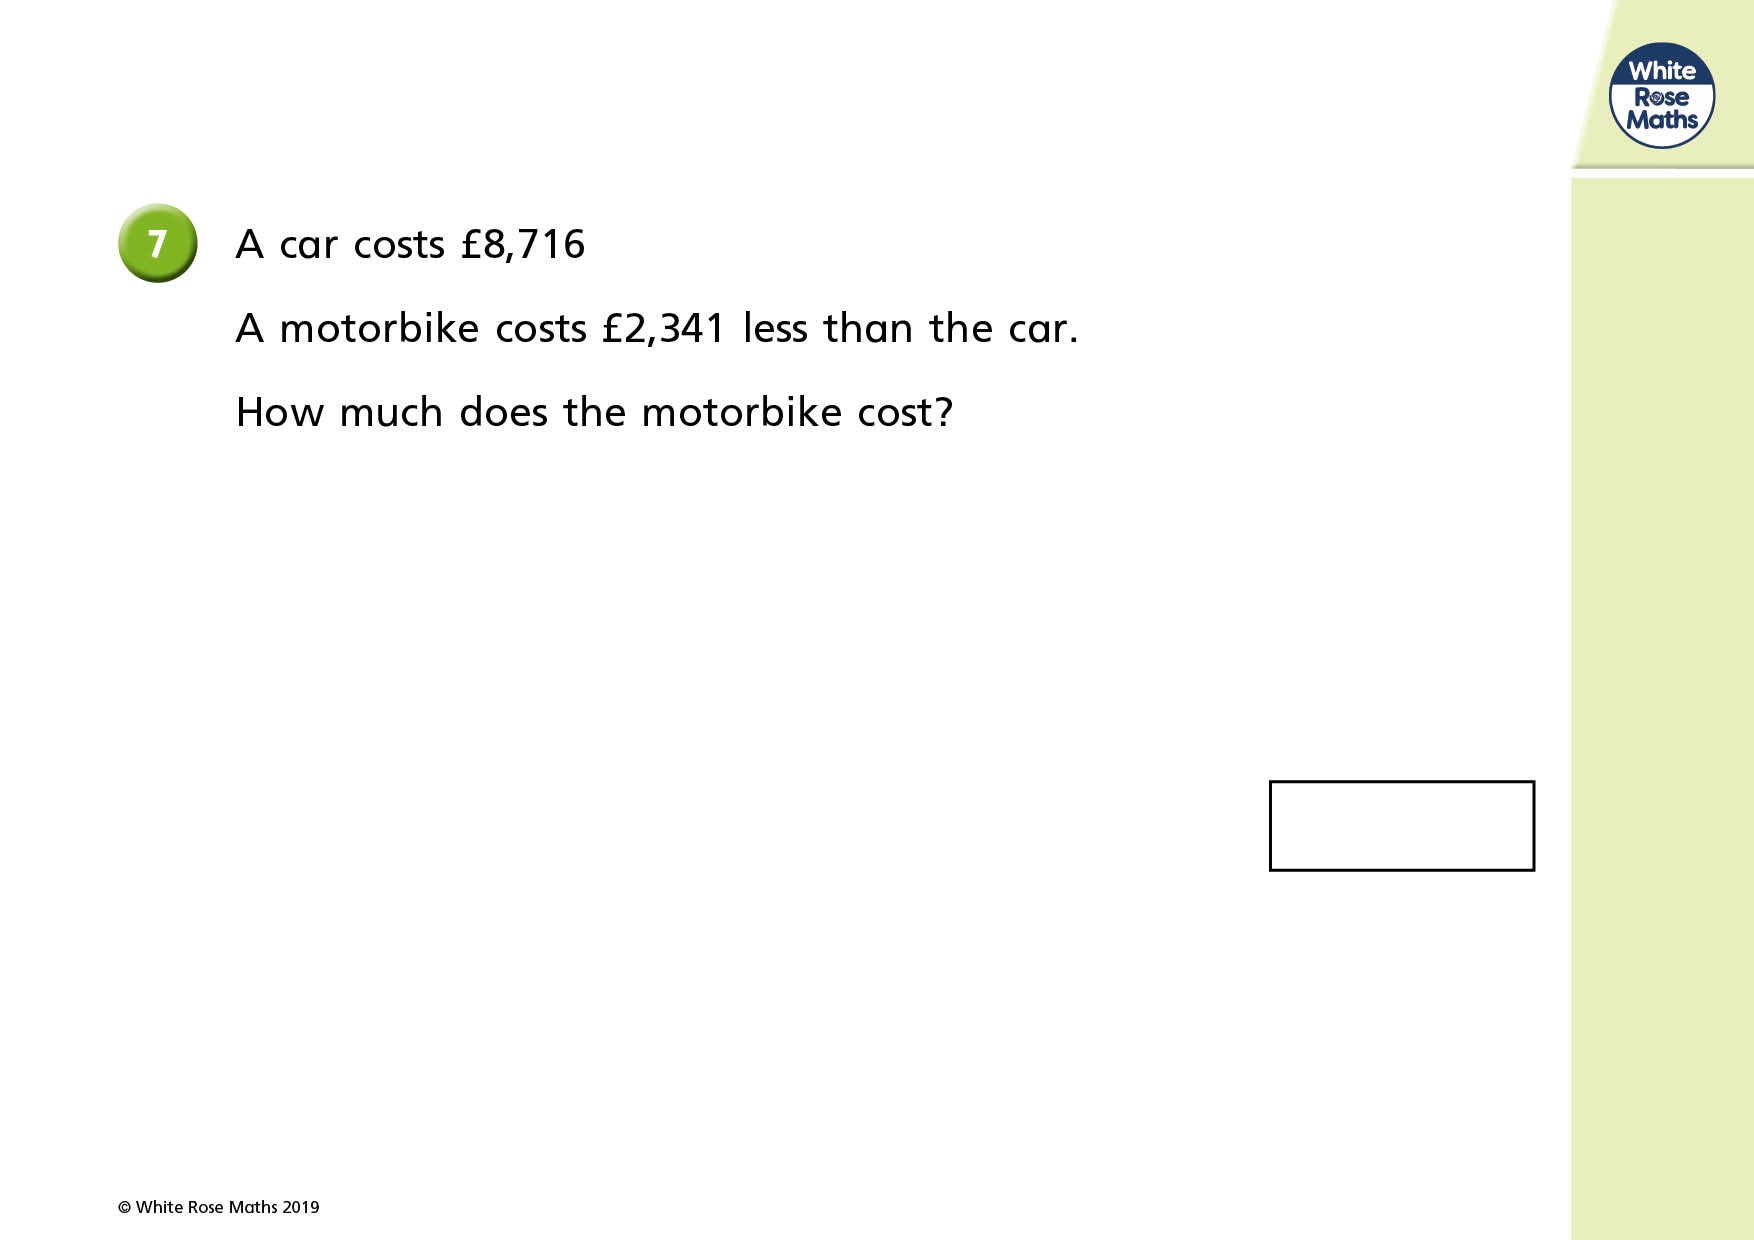 White
Rose
Maths
7 A car costs £8,716
A motorbike costs £2,341 less than the car.
How much does the motorbike cost?
© White Rose Maths 2019